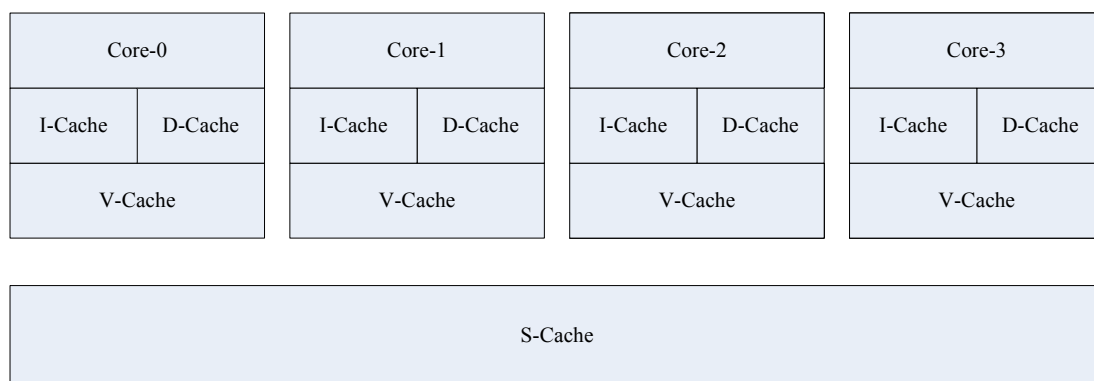 Core-0 Core-1 Core-2 Core-3
I-Cache D-Cache I-Cache D-Cache I-Cache D-Cache I-Cache D-Cache
V-Cache V-Cache V-Cache V-Cache
S-Cache